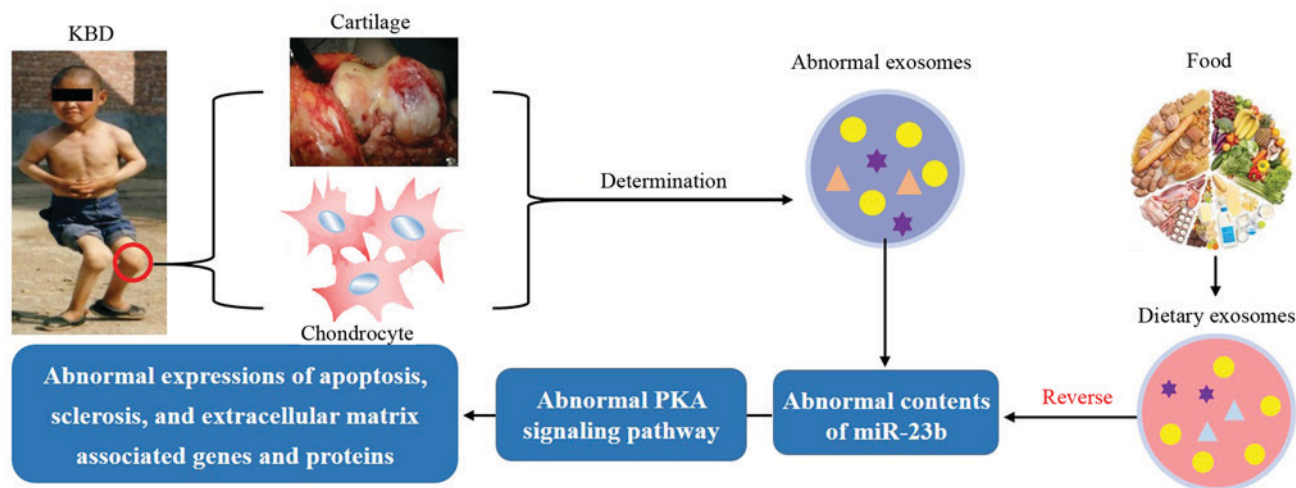 KBD
Cartilage
Chondrocyte
Determination
Abnormal exosomes
Food
Dietary exosomes
Reverse
Abnormal contents
of miR-23b
Abnormal PKA
signaling pathway
Abnormal expressions of apoptosis,
sclerosis, and extracellular matrix
associated genes and proteins